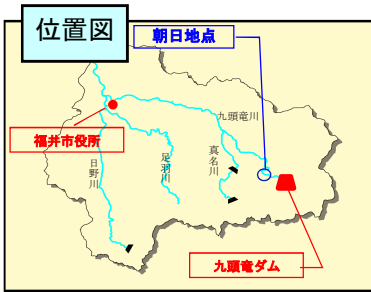 位置図
朝日地点
九頭竜川
福井市役所
日野川
足羽川
真名川
九頭竜ダム